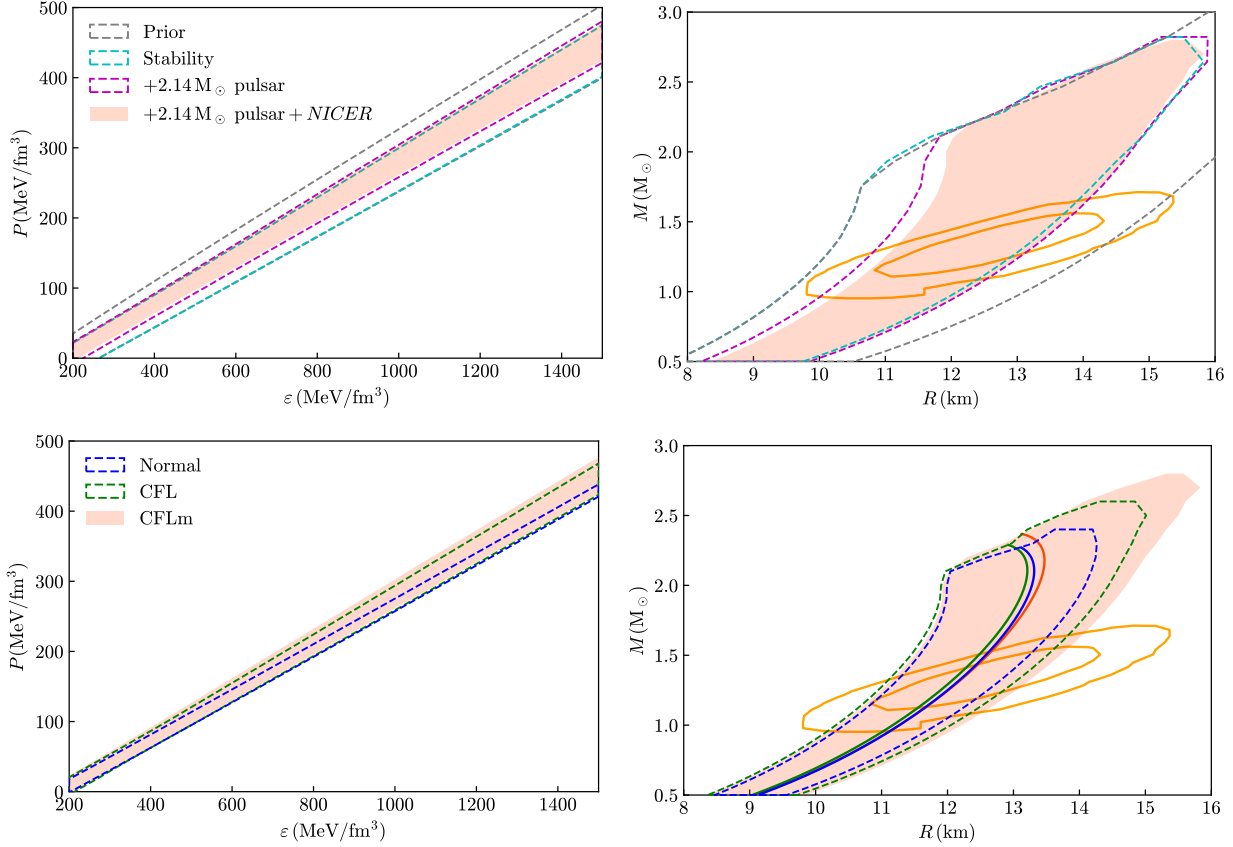 500
400
300
200
100
0
P (MeV/fm³)
Prior
Stability
+2.14 M⊙ pulsar
+2.14 M⊙ pulsar + NICER
200 400 600 800 1000 1200 1400
ε (MeV/fm³)
3.0
2.5
2.0
1.5
1.0
0.5
M (M⊙)
8 9 10 11 12 13 14 15 16
R (km)
500
400
300
200
100
0
P (MeV/fm³)
Normal
CFL
CFLm
200 400 600 800 1000 1200 1400
ε (MeV/fm³)
3.0
2.5
2.0
1.5
1.0
0.5
M (M⊙)
8 9 10 11 12 13 14 15 16
R (km)